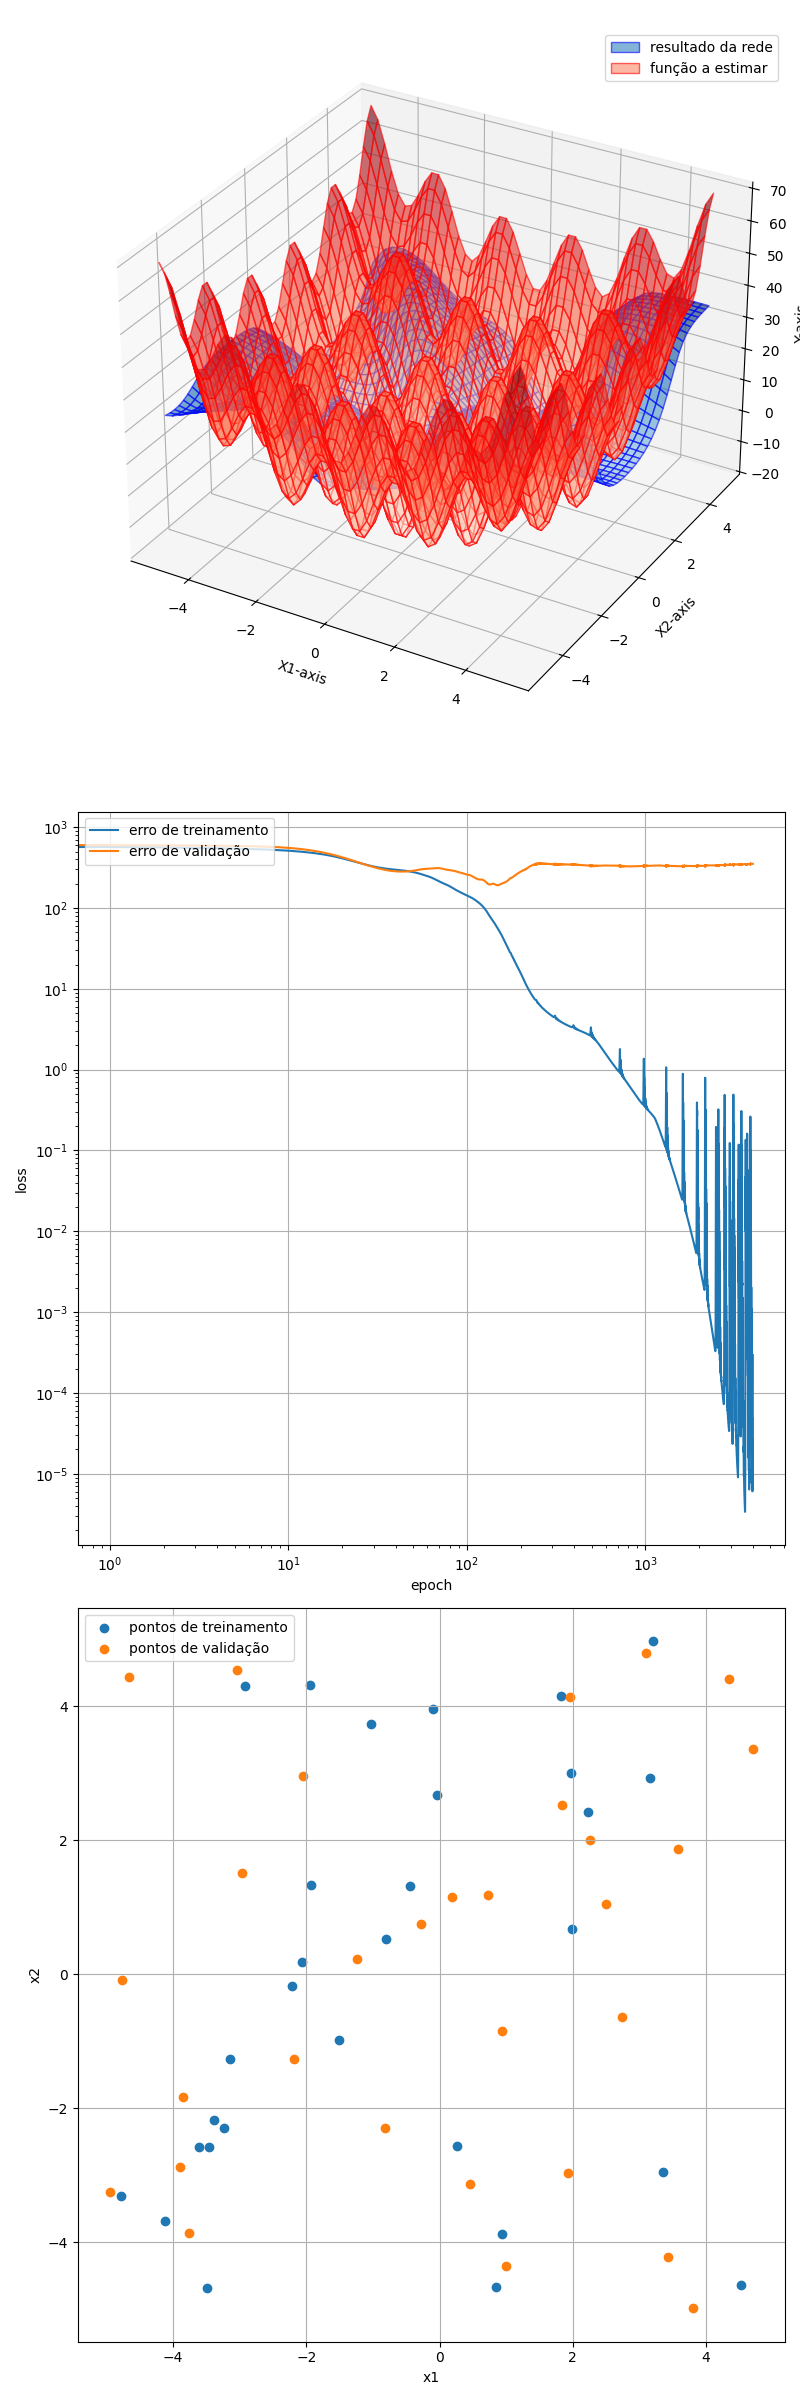 resultado da rede
função a estimar
70
60
50
40
30
20
10
0
−10
−20
4
2
0
−2
−4
X2-axis
−4
−2
0
2
4
X1-axis
10³
10²
10¹
10⁰
10⁻¹
10⁻²
10⁻³
10⁻⁴
10⁻⁵
loss
erro de treinamento
erro de validação
10⁰ 10¹ 10² 10³
epoch
pontos de treinamento
pontos de validação
4
2
0
−2
−4
x2
−4 −2 0 2 4
x1